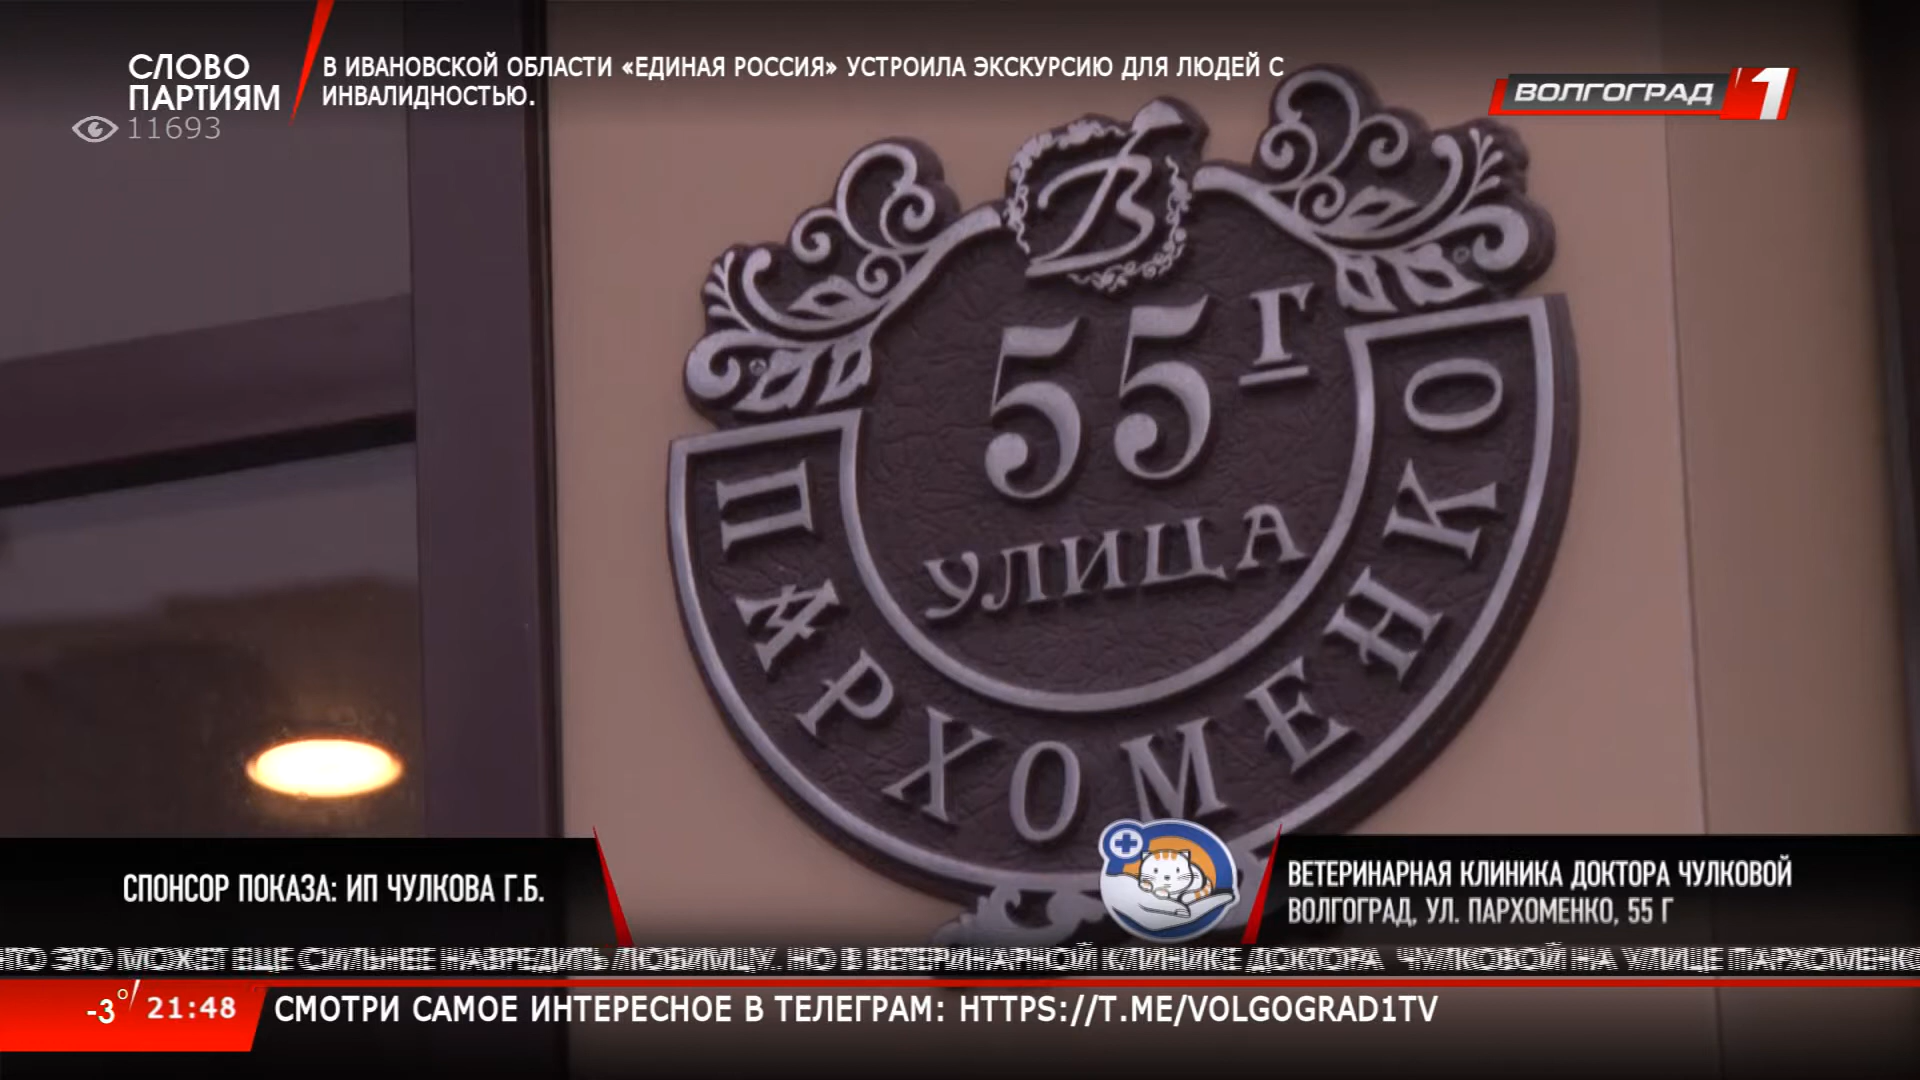 СЛОВО
ПАРТИЯМ
В ИВАНОВСКОЙ ОБЛАСТИ «ЕДИНАЯ РОССИЯ» УСТРОИЛА ЭКСКУРСИЮ ДЛЯ ЛЮДЕЙ С
ИНВАЛИДНОСТЬЮ.
11693
ВОЛГОГРАД 1
В
55 Г
УЛИЦА
ПАРХОМЕНКО
СПОНСОР ПОКАЗА: ИП ЧУЛКОВА Г.Б.
ВЕТЕРИНАРНАЯ КЛИНИКА ДОКТОРА ЧУЛКОВОЙ
ВОЛГОГРАД, УЛ. ПАРХОМЕНКО, 55 Г
ЧТО ЭТО МОЖЕТ ЕЩЕ СИЛЬНЕЕ НАВРЕДИТЬ ЛЮБИМЦУ. НО В ВЕТЕРИНАРНОЙ КЛИНИКЕ ДОКТОРА ЧУЛКОВОЙ НА УЛИЦЕ ПАРХОМЕНКО
-3° 21:48 СМОТРИ САМОЕ ИНТЕРЕСНОЕ В ТЕЛЕГРАМ: HTTPS://T.ME/VOLGOGRAD1TV